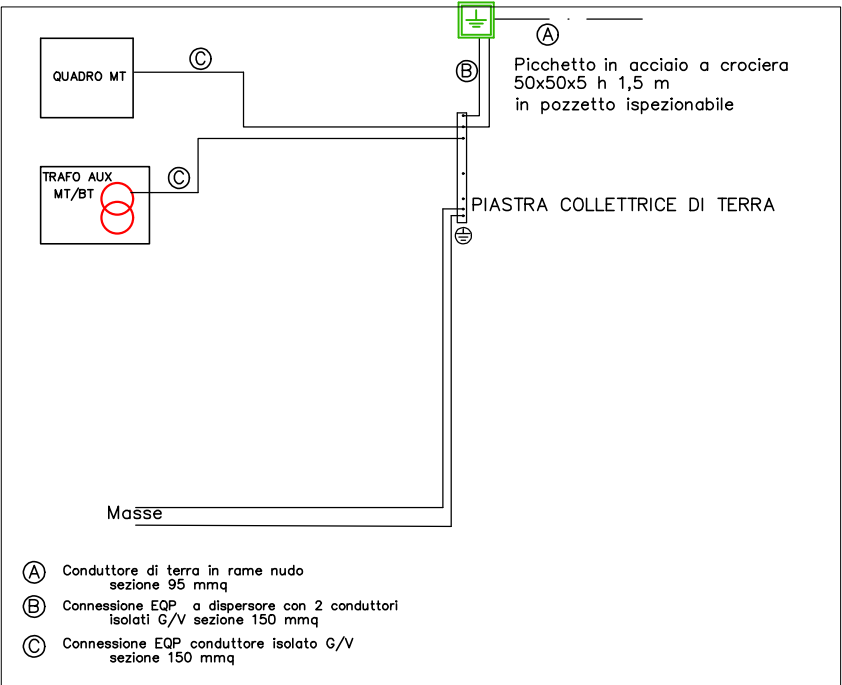 C
A
QUADRO MT
B
Picchetto in acciaio a crociera
50x50x5 h 1,5 m
in pozzetto ispezionabile
TRAFO AUX
MT/BT
C
PIASTRA COLLETTRICE DI TERRA
Masse
A Conduttore di terra in rame nudo
sezione 95 mmq
B Connessione EQP a dispersore con 2 conduttori
isolati G/V sezione 150 mmq
C Connessione EQP conduttore isolato G/V
sezione 150 mmq